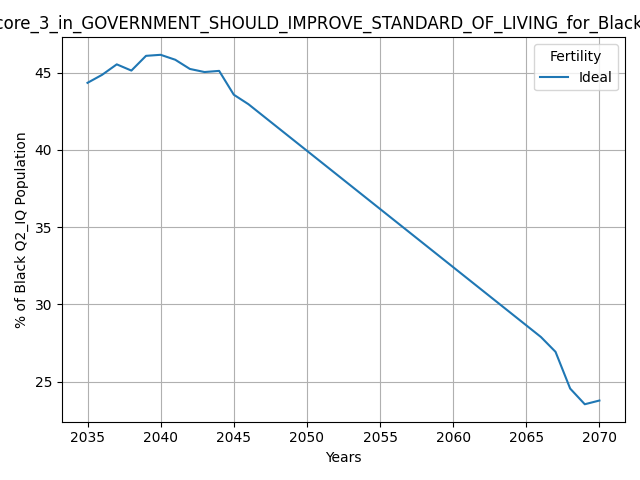 core_3_in_GOVERNMENT_SHOULD_IMPROVE_STANDARD_OF_LIVING_for_Black
Fertility
Ideal
% of Black Q2_IQ Population
45
40
35
30
25
2035 2040 2045 2050 2055 2060 2065 2070
Years